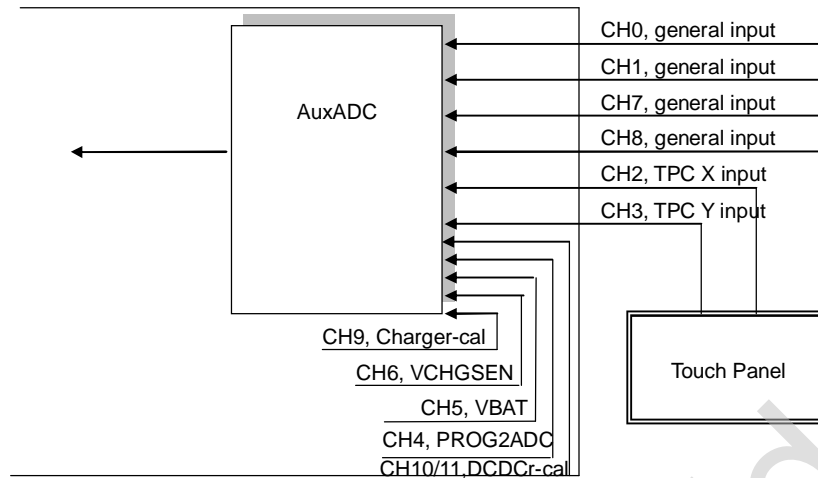 CH0, general input
CH1, general input
CH7, general input
AuxADC
CH8, general input
CH2, TPC X input
CH3, TPC Y input
CH9, Charger-cal
CH6, VCHGSEN
Touch Panel
CH5, VBAT
CH4, PROG2ADC
CH10/11,DCDCr-cal